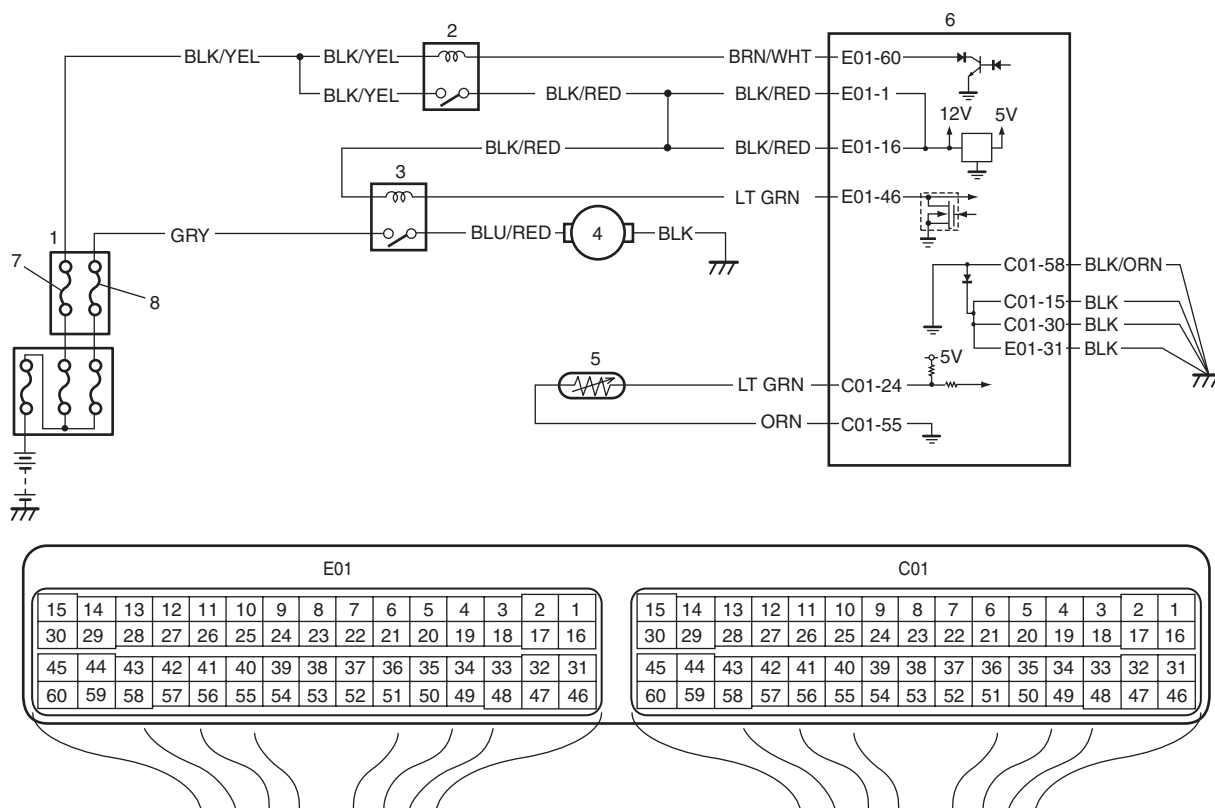 6
2
BLK/YEL BLK/YEL BRN/WHT E01-60
BLK/YEL BLK/RED BLK/RED E01-1
12V 5V
BLK/RED BLK/RED E01-16
3
LT GRN E01-46
1 GRY BLU/RED 4 BLK
7
8
C01-58 BLK/ORN
C01-15 BLK
C01-30 BLK
E01-31 BLK
5 5V
LT GRN C01-24
ORN C01-55
E01 C01
15 14 13 12 11 10 9 8 7 6 5 4 3 2 1 15 14 13 12 11 10 9 8 7 6 5 4 3 2 1
30 29 28 27 26 25 24 23 22 21 20 19 18 17 16 30 29 28 27 26 25 24 23 22 21 20 19 18 17 16
45 44 43 42 41 40 39 38 37 36 35 34 33 32 31 45 44 43 42 41 40 39 38 37 36 35 34 33 32 31
60 59 58 57 56 55 54 53 52 51 50 49 48 47 46 60 59 58 57 56 55 54 53 52 51 50 49 48 47 46